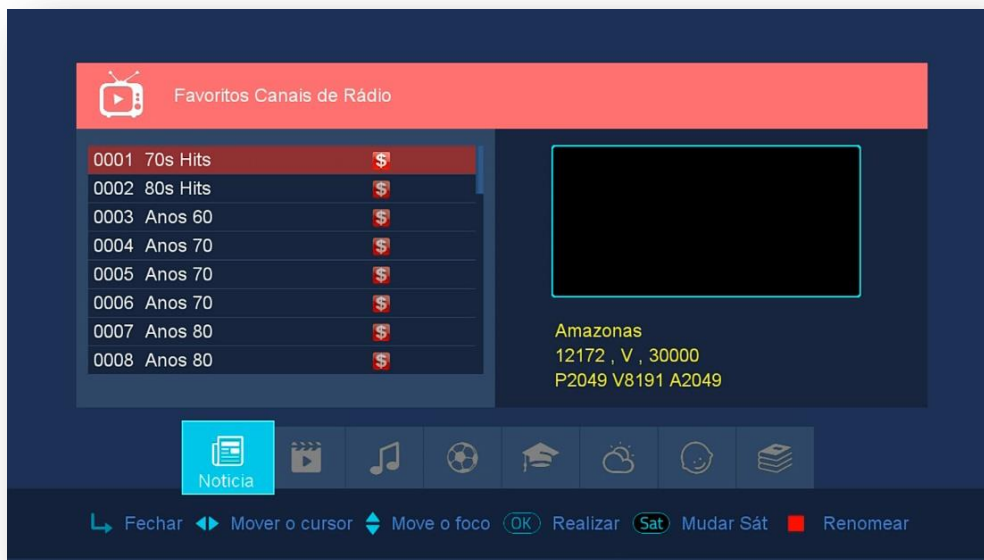 Favoritos Canais de Rádio
0001 70s Hits $
0002 80s Hits $
0003 Anos 60 $
0004 Anos 70 $
0005 Anos 70 $
0006 Anos 70 $
0007 Anos 80 $
0008 Anos 80 $
Amazonas
12172 , V , 30000
P2049 V8191 A2049
Noticia
Fechar Mover o cursor Move o foco OK Realizar Sat Mudar Sát Renomear